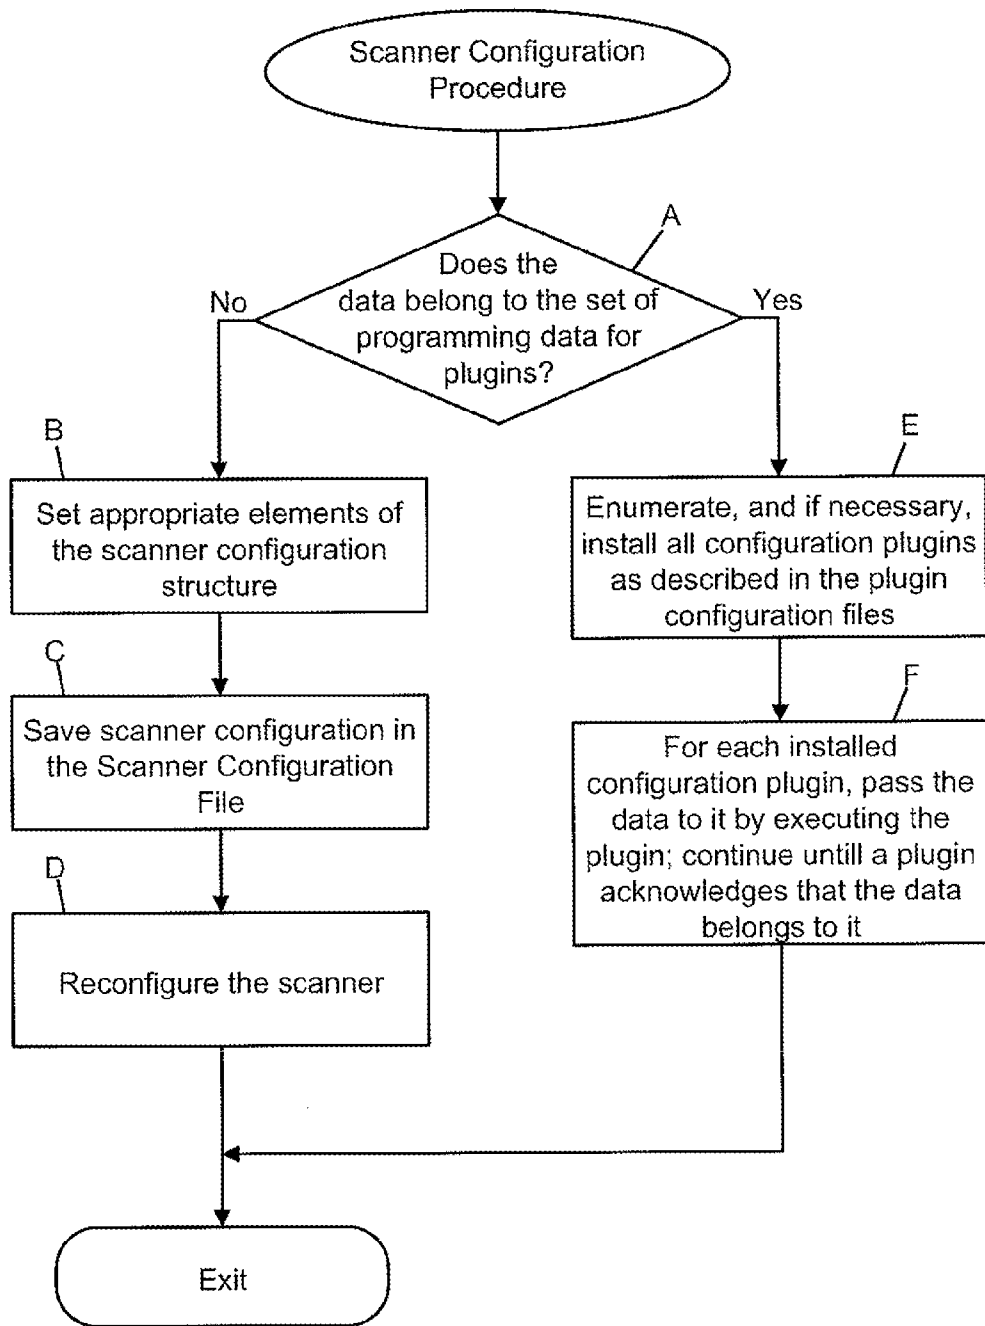 Scanner Configuration
Procedure
A
Does the
data belong to the set of
programming data for
plugins?
No
Yes
B
Set appropriate elements of
the scanner configuration
structure
C
Save scanner configuration in
the Scanner Configuration
File
D
Reconfigure the scanner
E
Enumerate, and if necessary,
install all configuration plugins
as described in the plugin
configuration files
F
For each installed
configuration plugin, pass the
data to it by executing the
plugin; continue untill a plugin
acknowledges that the data
belongs to it
Exit